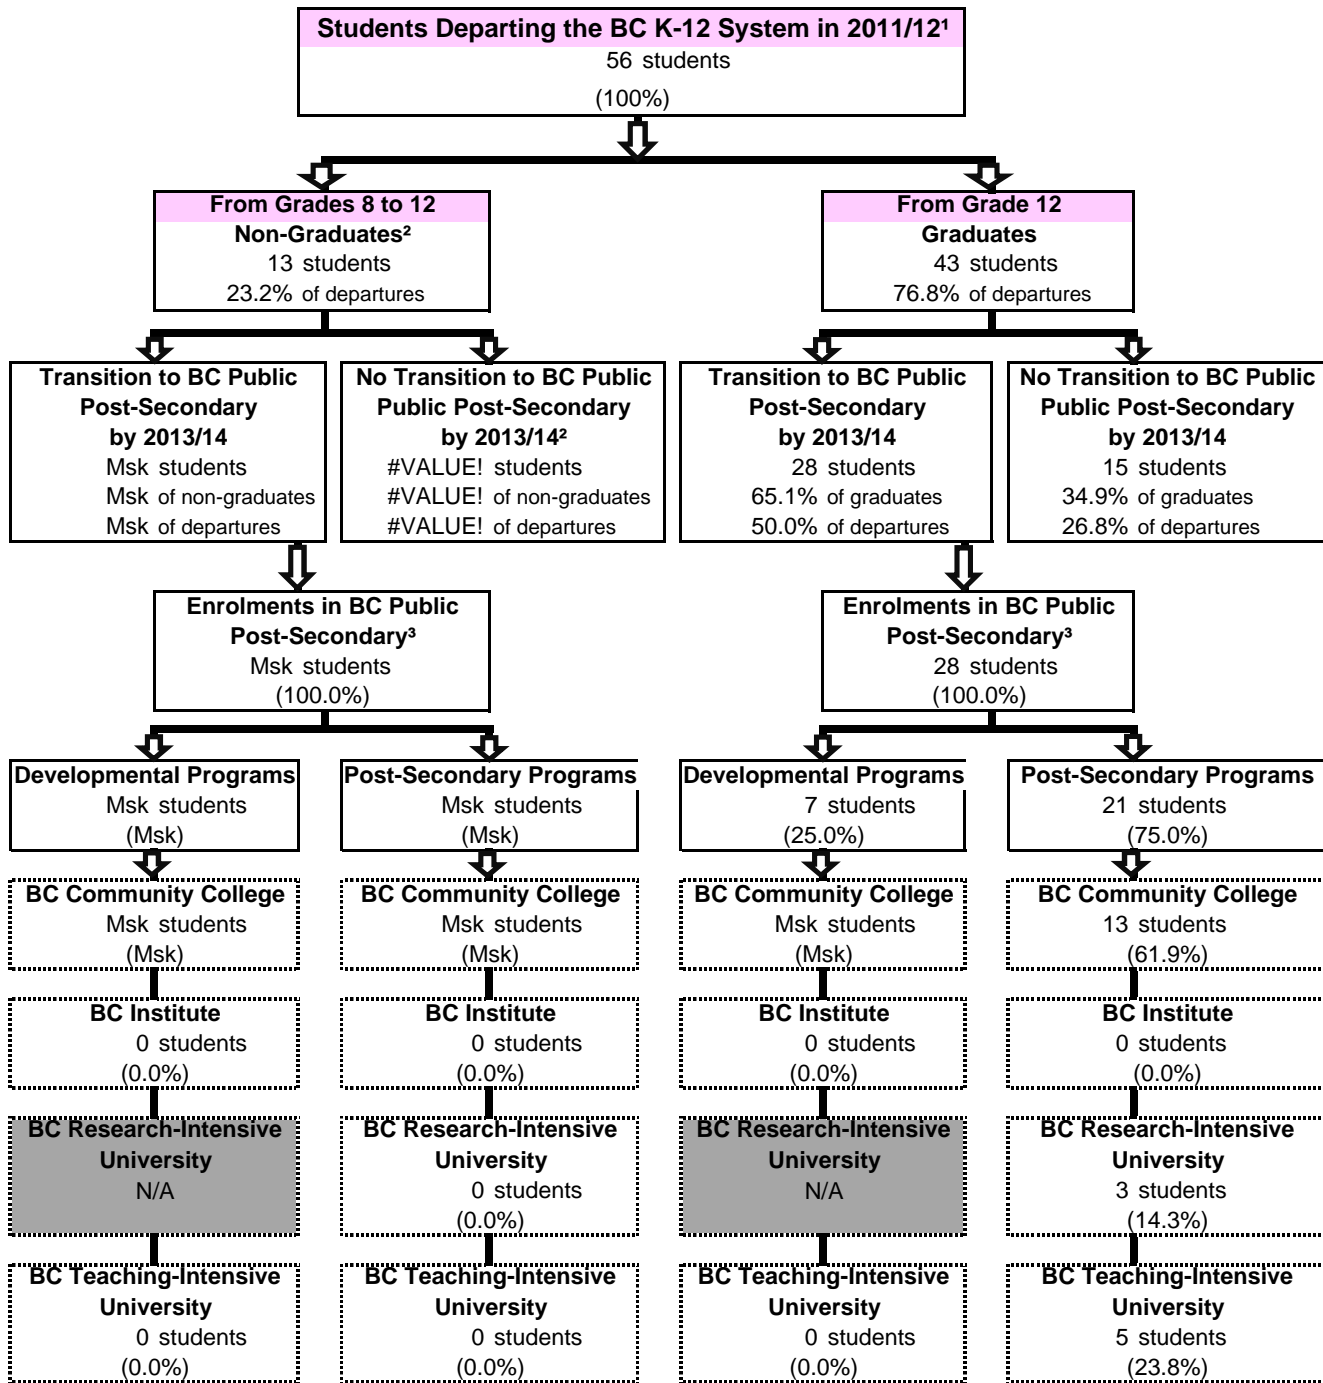 Students Departing the BC K-12 System in 2011/12¹
56 students
(100%)
From Grades 8 to 12
Non-Graduates²
13 students
23.2% of departures
From Grade 12
Graduates
43 students
76.8% of departures
Transition to BC Public
Post-Secondary
by 2013/14
Msk students
Msk of non-graduates
Msk of departures
No Transition to BC Public
Public Post-Secondary
by 2013/14²
#VALUE! students
#VALUE! of non-graduates
#VALUE! of departures
Transition to BC Public
Post-Secondary
by 2013/14
28 students
65.1% of graduates
50.0% of departures
No Transition to BC Public
Public Post-Secondary
by 2013/14
15 students
34.9% of graduates
26.8% of departures
Enrolments in BC Public
Post-Secondary³
Msk students
(100.0%)
Enrolments in BC Public
Post-Secondary³
28 students
(100.0%)
Developmental Programs
Msk students
(Msk)
Post-Secondary Programs
Msk students
(Msk)
Developmental Programs
7 students
(25.0%)
Post-Secondary Programs
21 students
(75.0%)
BC Community College
Msk students
(Msk)
BC Community College
Msk students
(Msk)
BC Community College
Msk students
(Msk)
BC Community College
13 students
(61.9%)
BC Institute
0 students
(0.0%)
BC Institute
0 students
(0.0%)
BC Institute
0 students
(0.0%)
BC Institute
0 students
(0.0%)
BC Research-Intensive
University
N/A
BC Research-Intensive
University
0 students
(0.0%)
BC Research-Intensive
University
N/A
BC Research-Intensive
University
3 students
(14.3%)
BC Teaching-Intensive
University
0 students
(0.0%)
BC Teaching-Intensive
University
0 students
(0.0%)
BC Teaching-Intensive
University
0 students
(0.0%)
BC Teaching-Intensive
University
5 students
(23.8%)